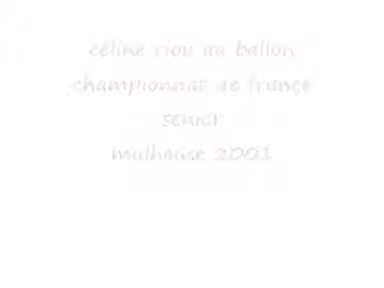 céline riou au ballon
championnat de france
senior
mulhouse 2001